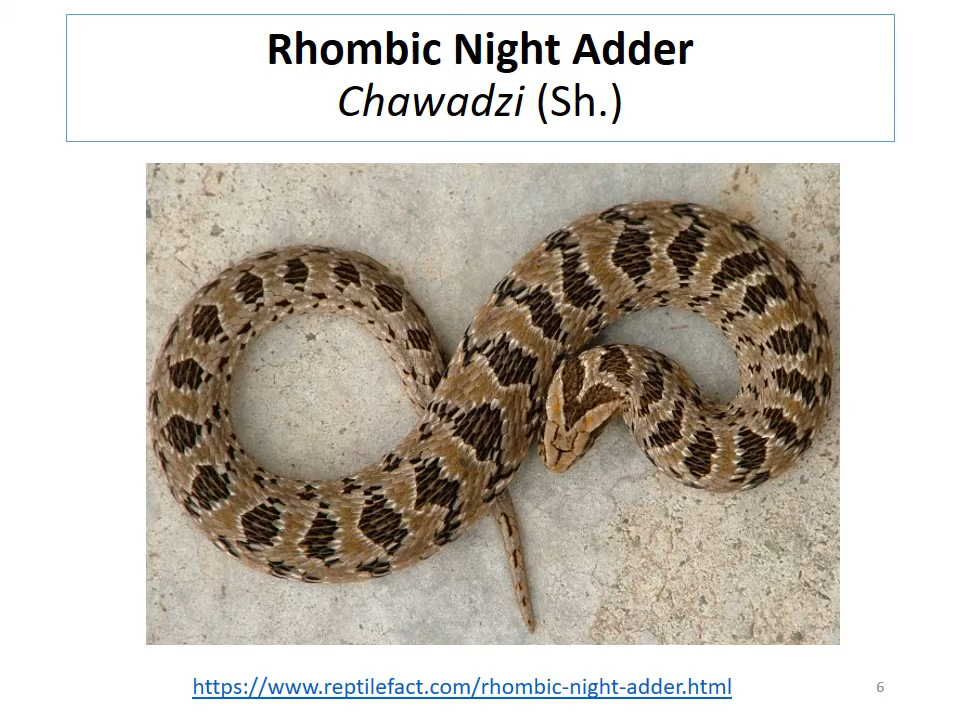 Rhombic Night Adder
Chawadzi (Sh.)
https://www.reptilefact.com/rhombic-night-adder.html
6